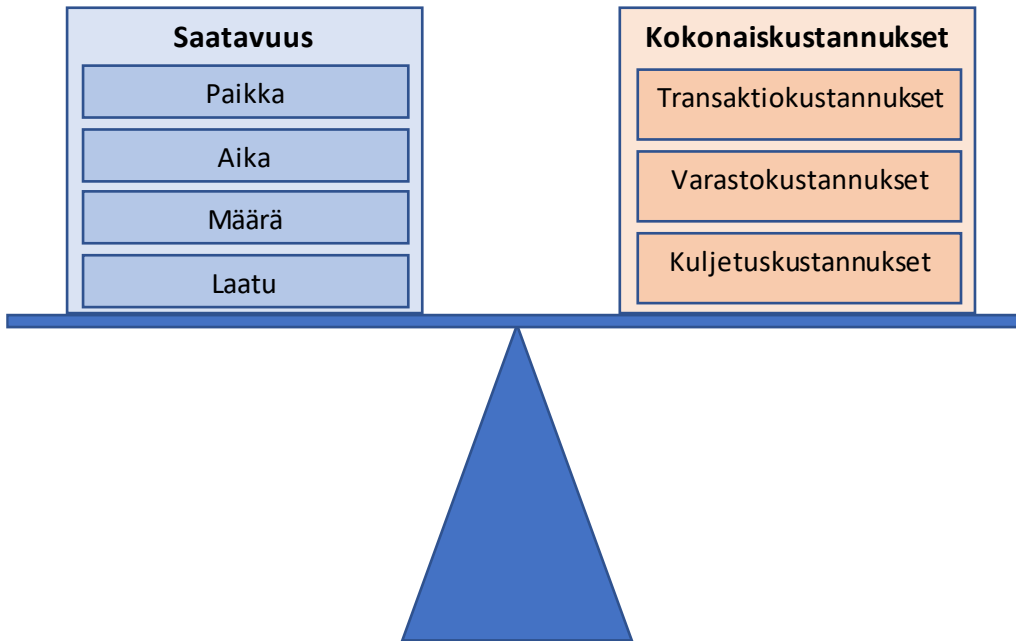 Saatavuus
Paikka
Aika
Määrä
Laatu
Kokonaiskustannukset
Transaktiokustannukset
Varastokustannukset
Kuljetuskustannukset